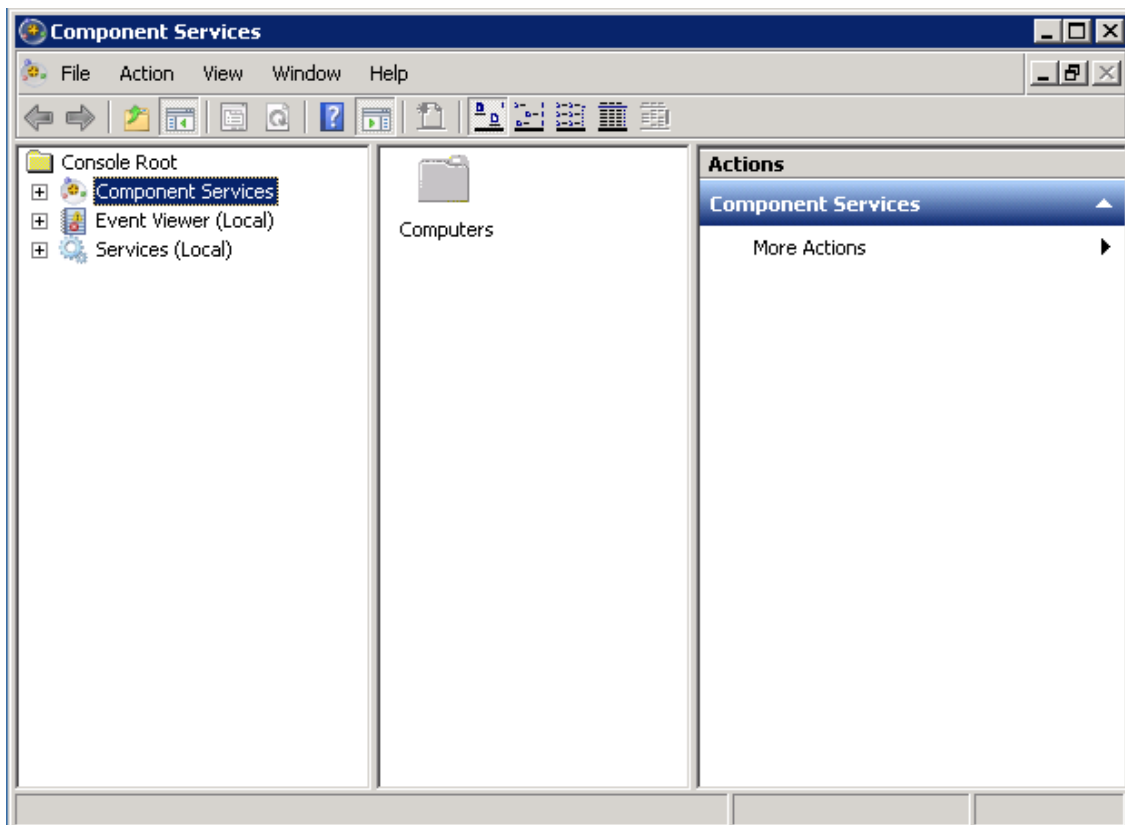 Component Services
File Action View Window Help
Console Root
Component Services
Event Viewer (Local)
Services (Local)
Computers
Actions
Component Services
More Actions